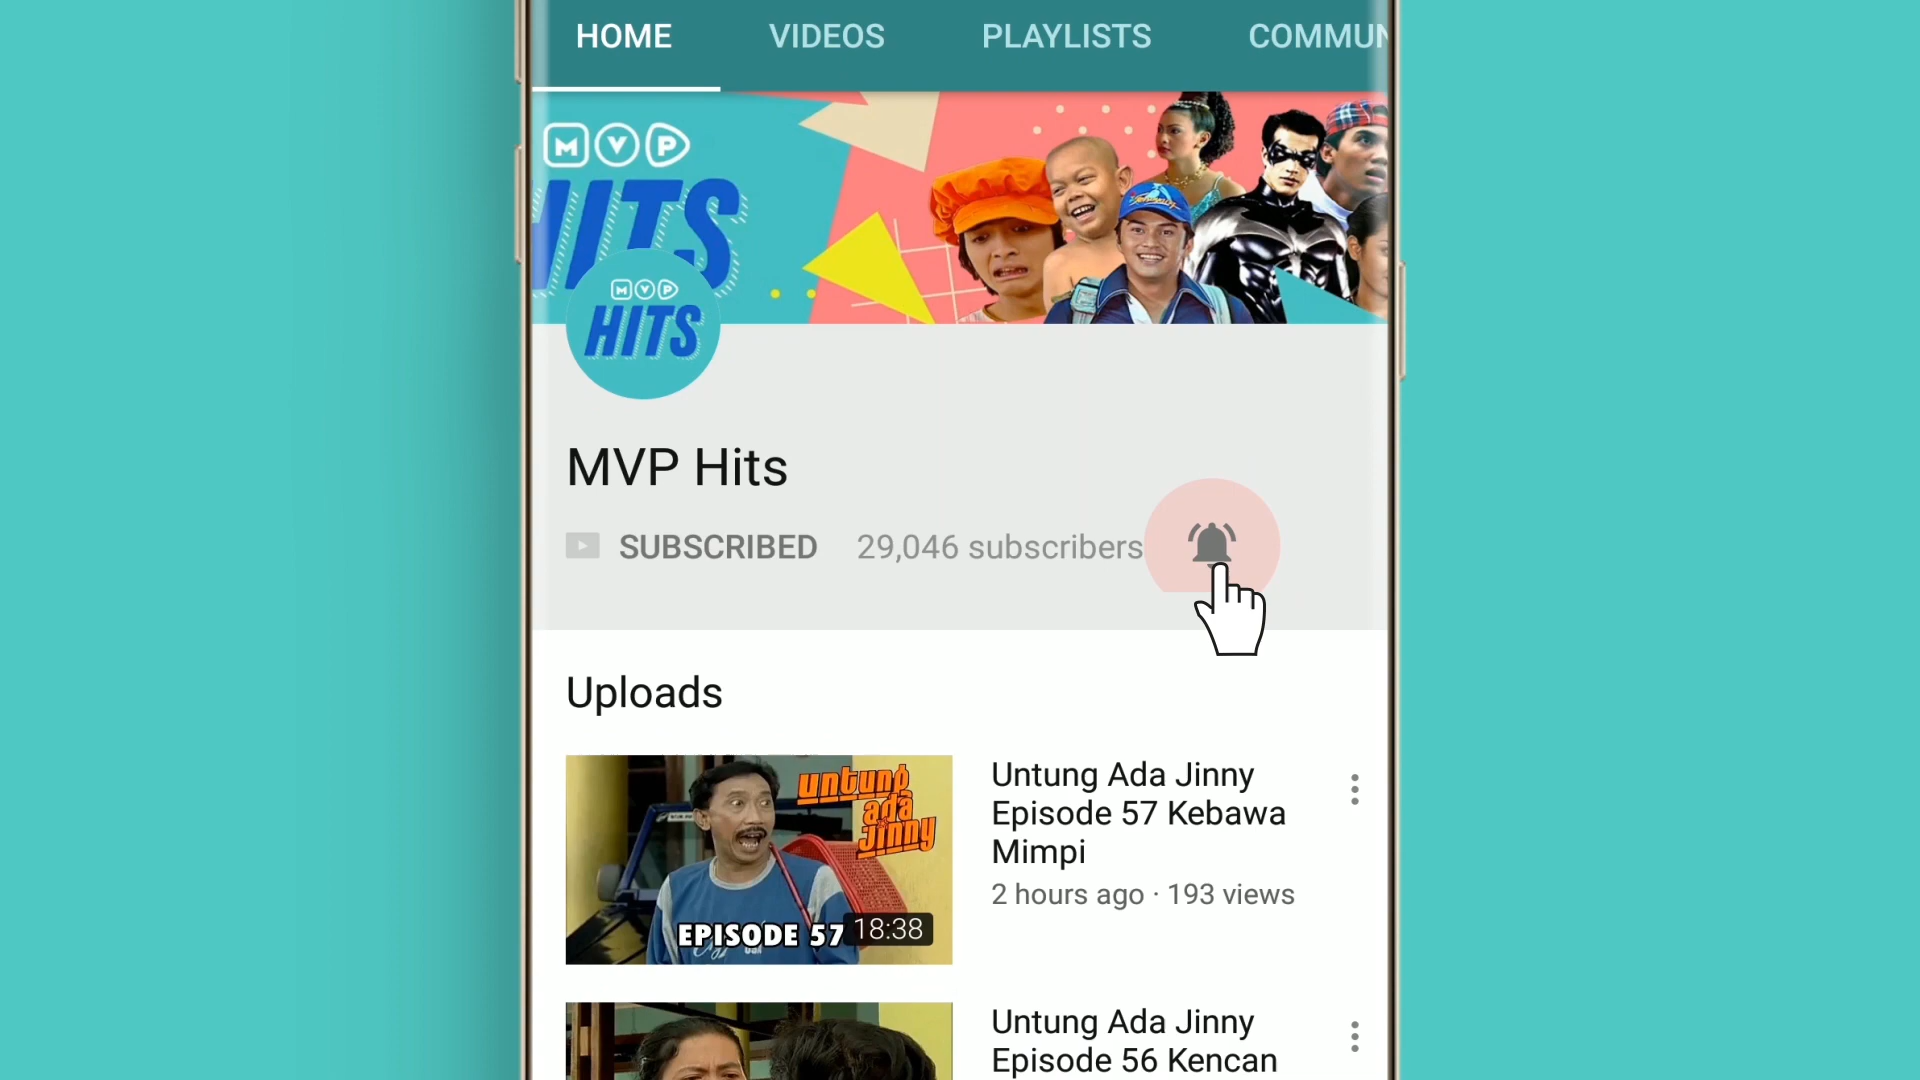 HOME VIDEOS PLAYLISTS COMMUN
MVP
HITS
MVP
HITS
MVP Hits
SUBSCRIBED 29,046 subscribers
Uploads
untung
ada
jinny
EPISODE 57
18:38
Untung Ada Jinny
Episode 57 Kebawa
Mimpi
2 hours ago · 193 views
Untung Ada Jinny
Episode 56 Kencan